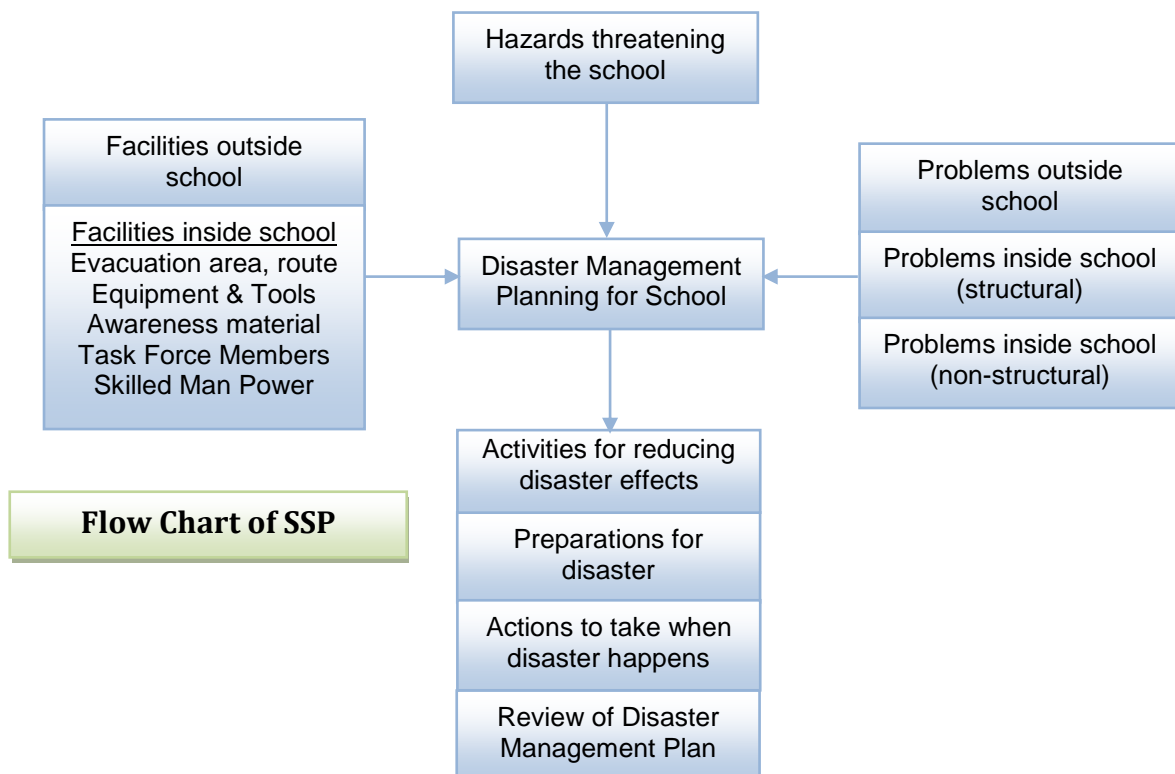 Hazards threatening
the school
Facilities outside
school
Facilities inside school
Evacuation area, route
Equipment & Tools
Awareness material
Task Force Members
Skilled Man Power
Disaster Management
Planning for School
Problems outside
school
Problems inside school
(structural)
Problems inside school
(non-structural)
Activities for reducing
disaster effects
Preparations for
disaster
Actions to take when
disaster happens
Review of Disaster
Management Plan
Flow Chart of SSP